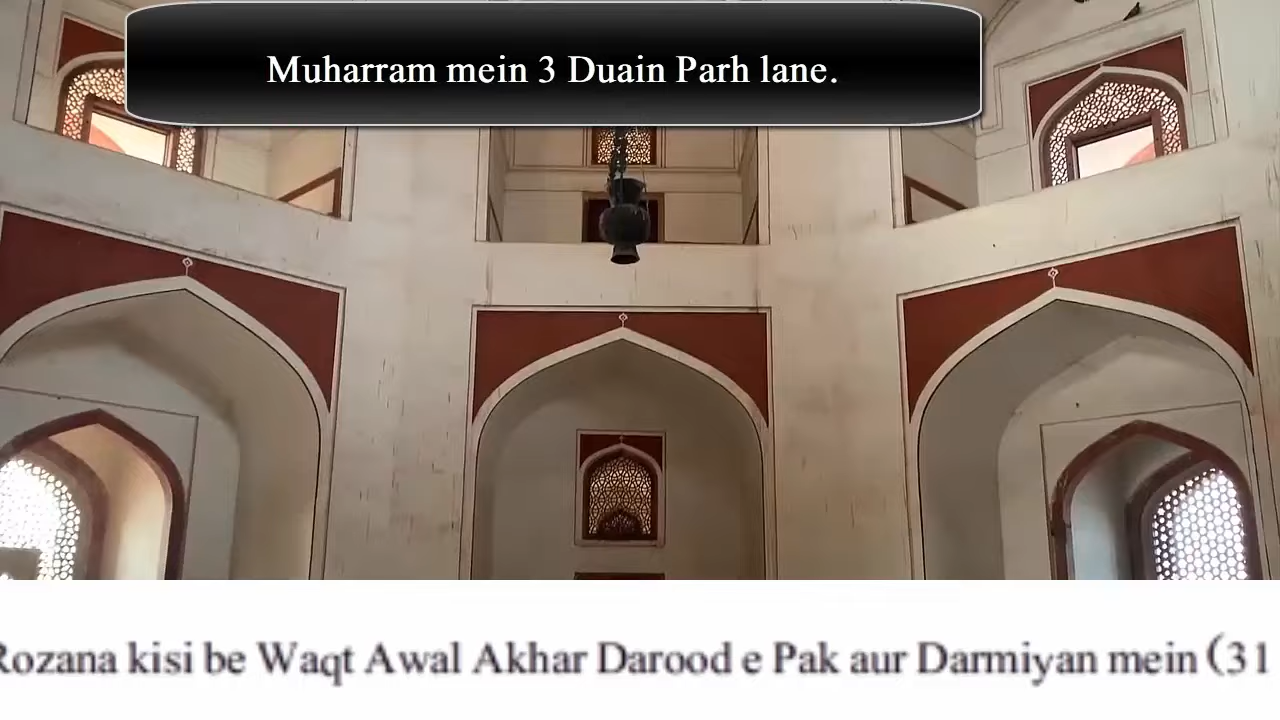 Muharram mein 3 Duain Parh lane.
Rozana kisi be Waqt Awal Akhar Darood e Pak aur Darmiyan mein (31